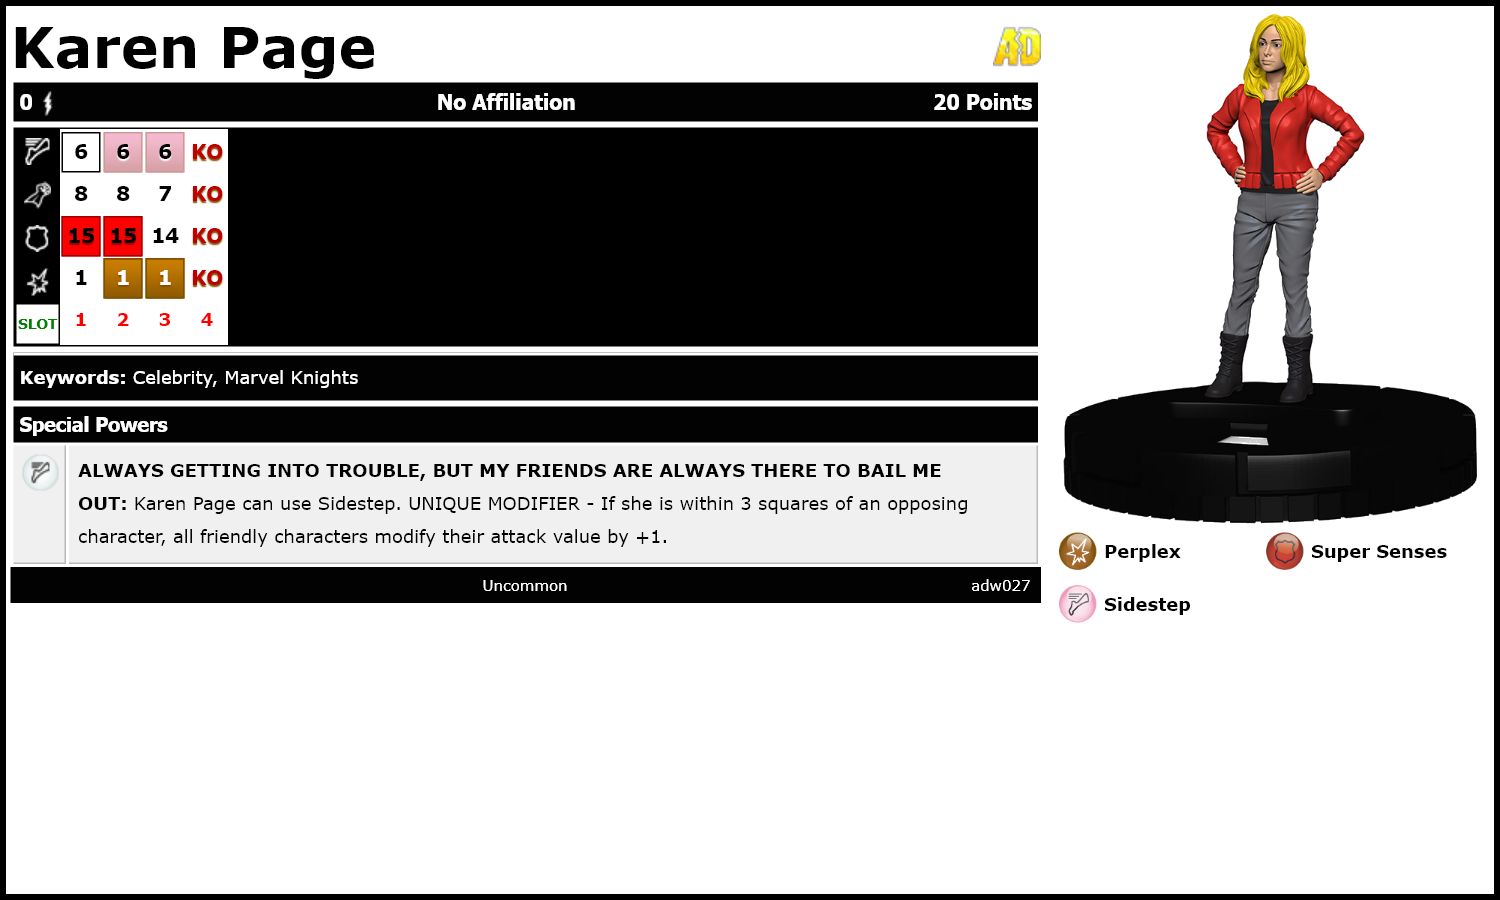 Karen Page
AD
0 No Affiliation 20 Points
6 6 6 KO
8 8 7 KO
15 15 14 KO
1 1 1 KO
SLOT 1 2 3 4
Keywords: Celebrity, Marvel Knights
Special Powers
ALWAYS GETTING INTO TROUBLE, BUT MY FRIENDS ARE ALWAYS THERE TO BAIL ME
OUT: Karen Page can use Sidestep. UNIQUE MODIFIER - If she is within 3 squares of an opposing
character, all friendly characters modify their attack value by +1.
Uncommon adw027
Perplex Super Senses
Sidestep